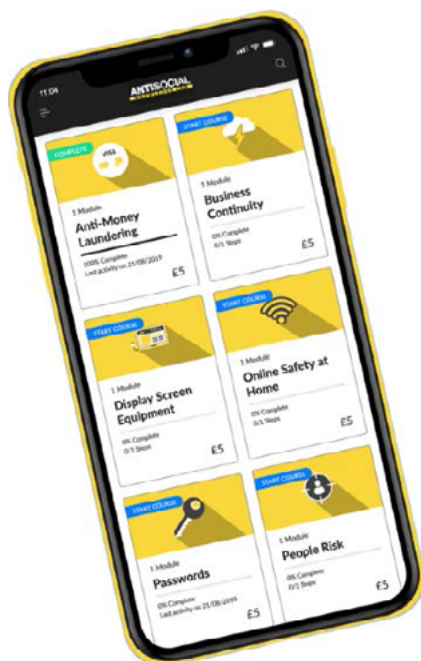 11:04
ANTISOCIAL
COMPLETE
VISA
1 Module
Anti-Money
Laundering
100% Complete
Last activity on 21/08/2019
£5
START COURSE
1 Module
Business
Continuity
0% Complete
0/1 Steps
£5
START COURSE
1 Module
Display Screen
Equipment
0% Complete
0/1 Steps
£5
START COURSE
1 Module
Online Safety at
Home
0% Complete
0/1 Steps
£5
START COURSE
1 Module
Passwords
0% Complete
Last activity on 21/08/2019
£5
START COURSE
1 Module
People Risk
0% Complete
0/1 Steps
£5